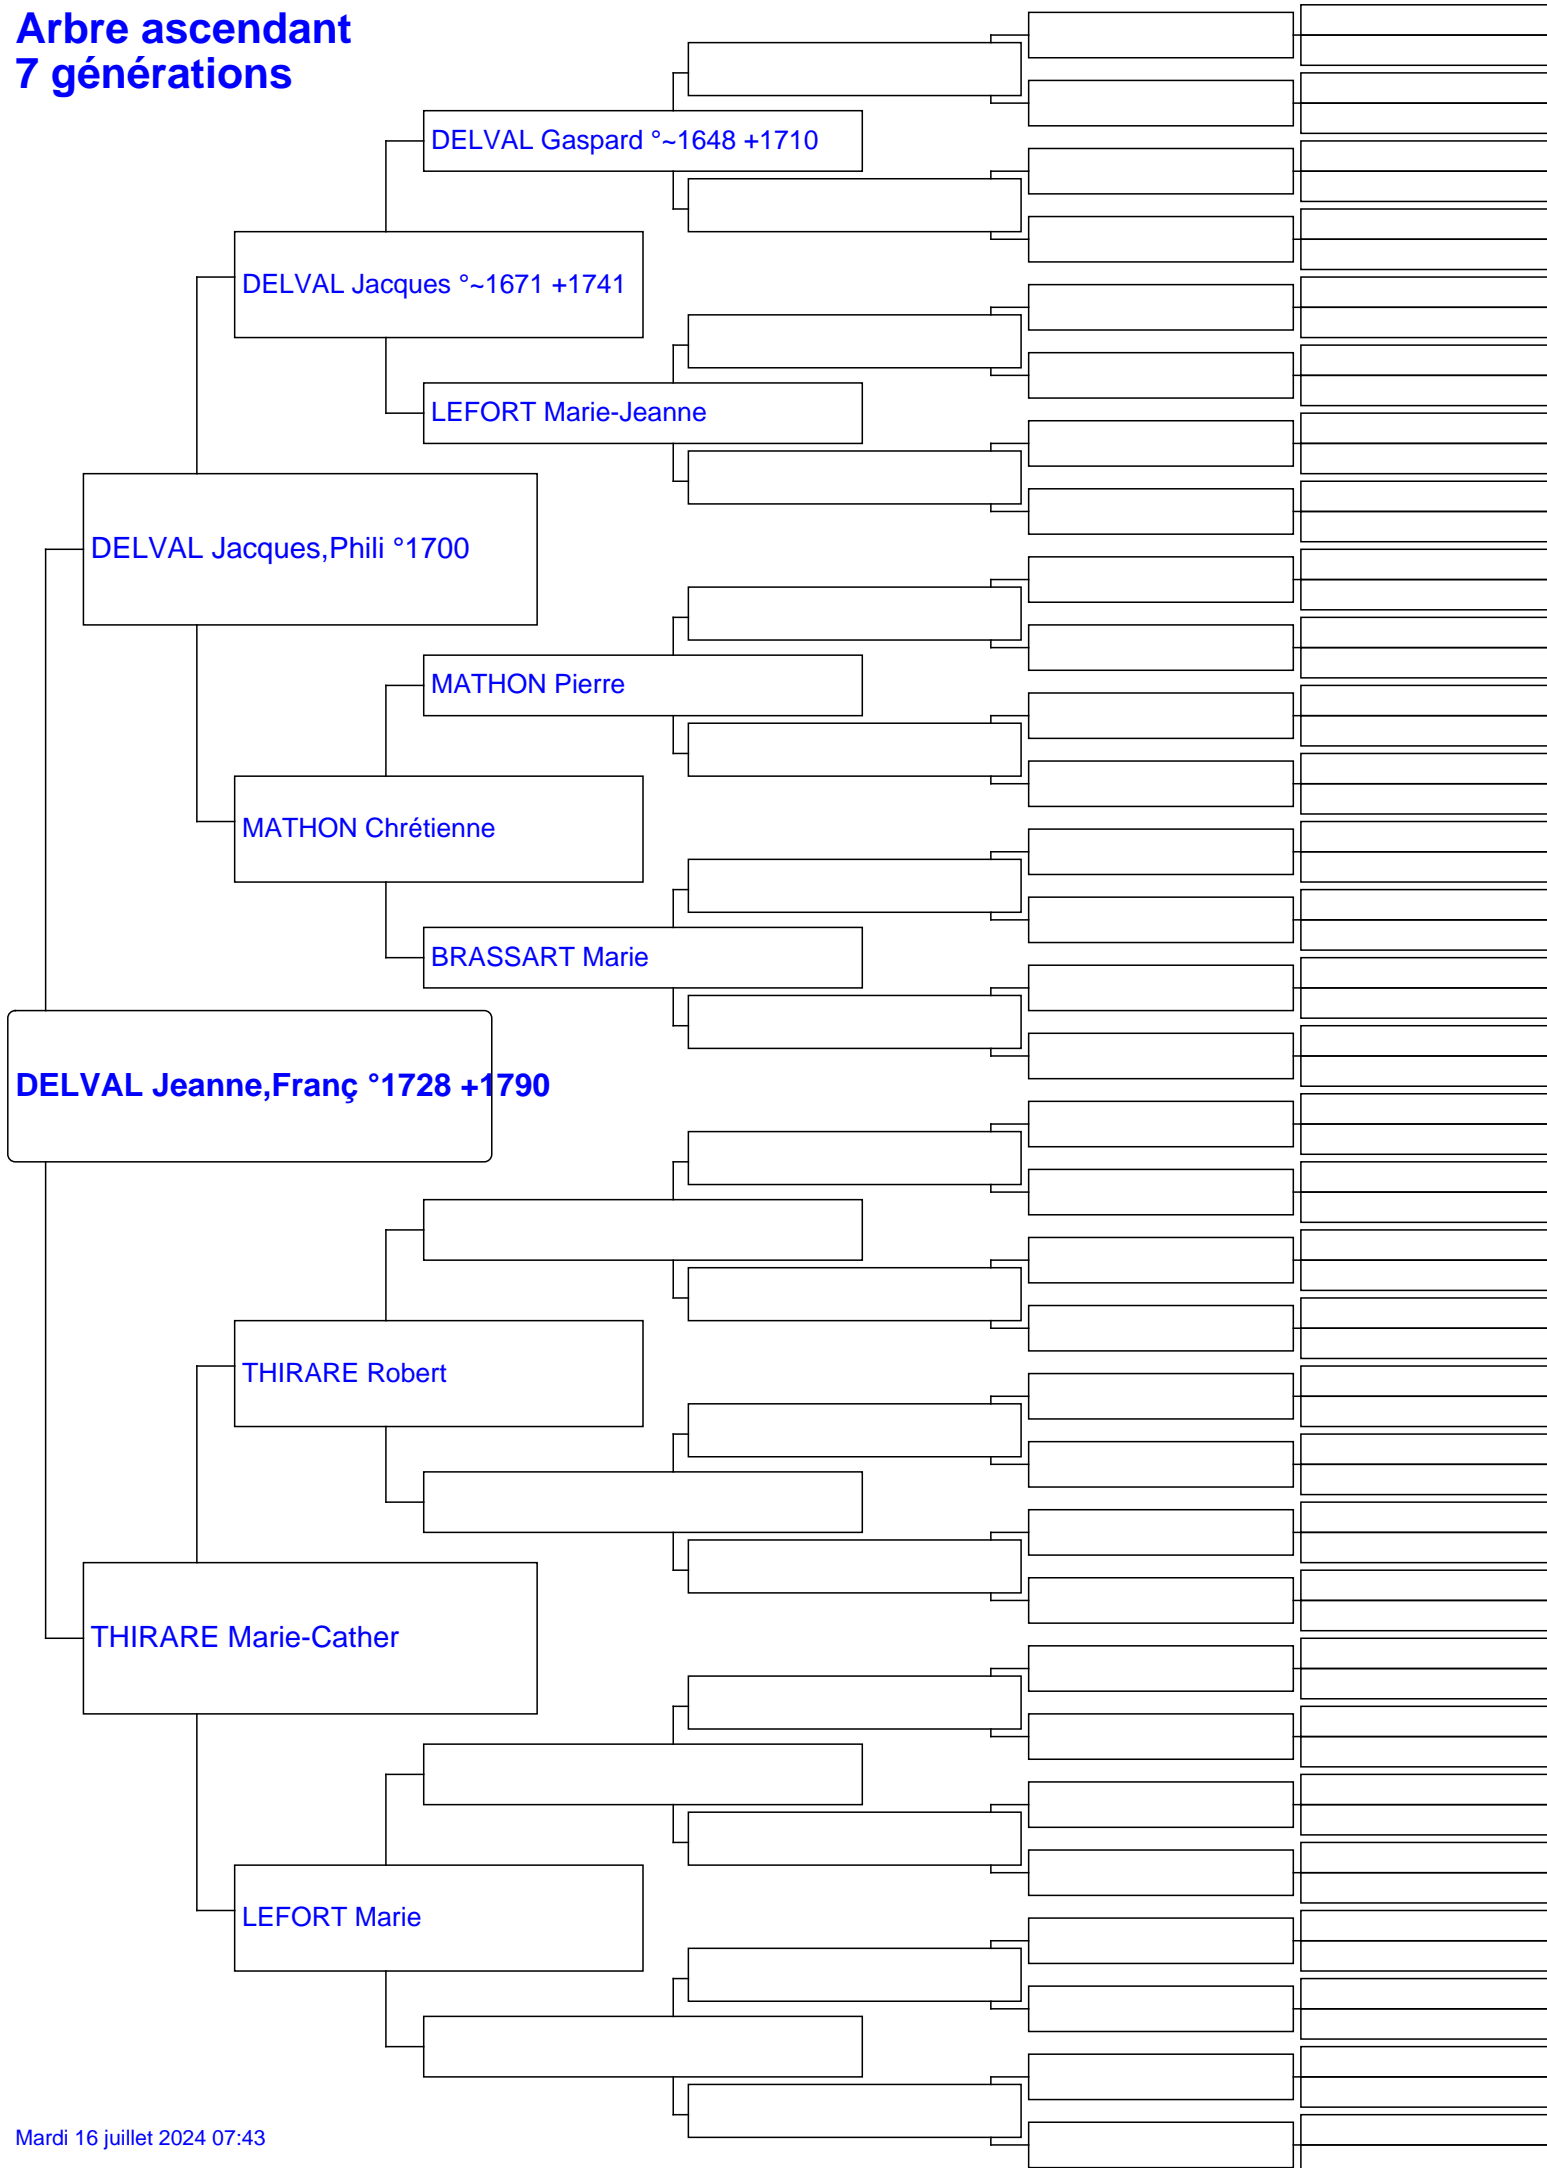 Arbre ascendant
7 générations
DELVAL Gaspard °~1648 +1710
DELVAL Jacques °~1671 +1741
LEFORT Marie-Jeanne
DELVAL Jacques,Phili °1700
MATHON Pierre
MATHON Chrétienne
BRASSART Marie
DELVAL Jeanne,Franç °1728 +1790
THIRARE Robert
THIRARE Marie-Cather
LEFORT Marie
Mardi 16 juillet 2024 07:43